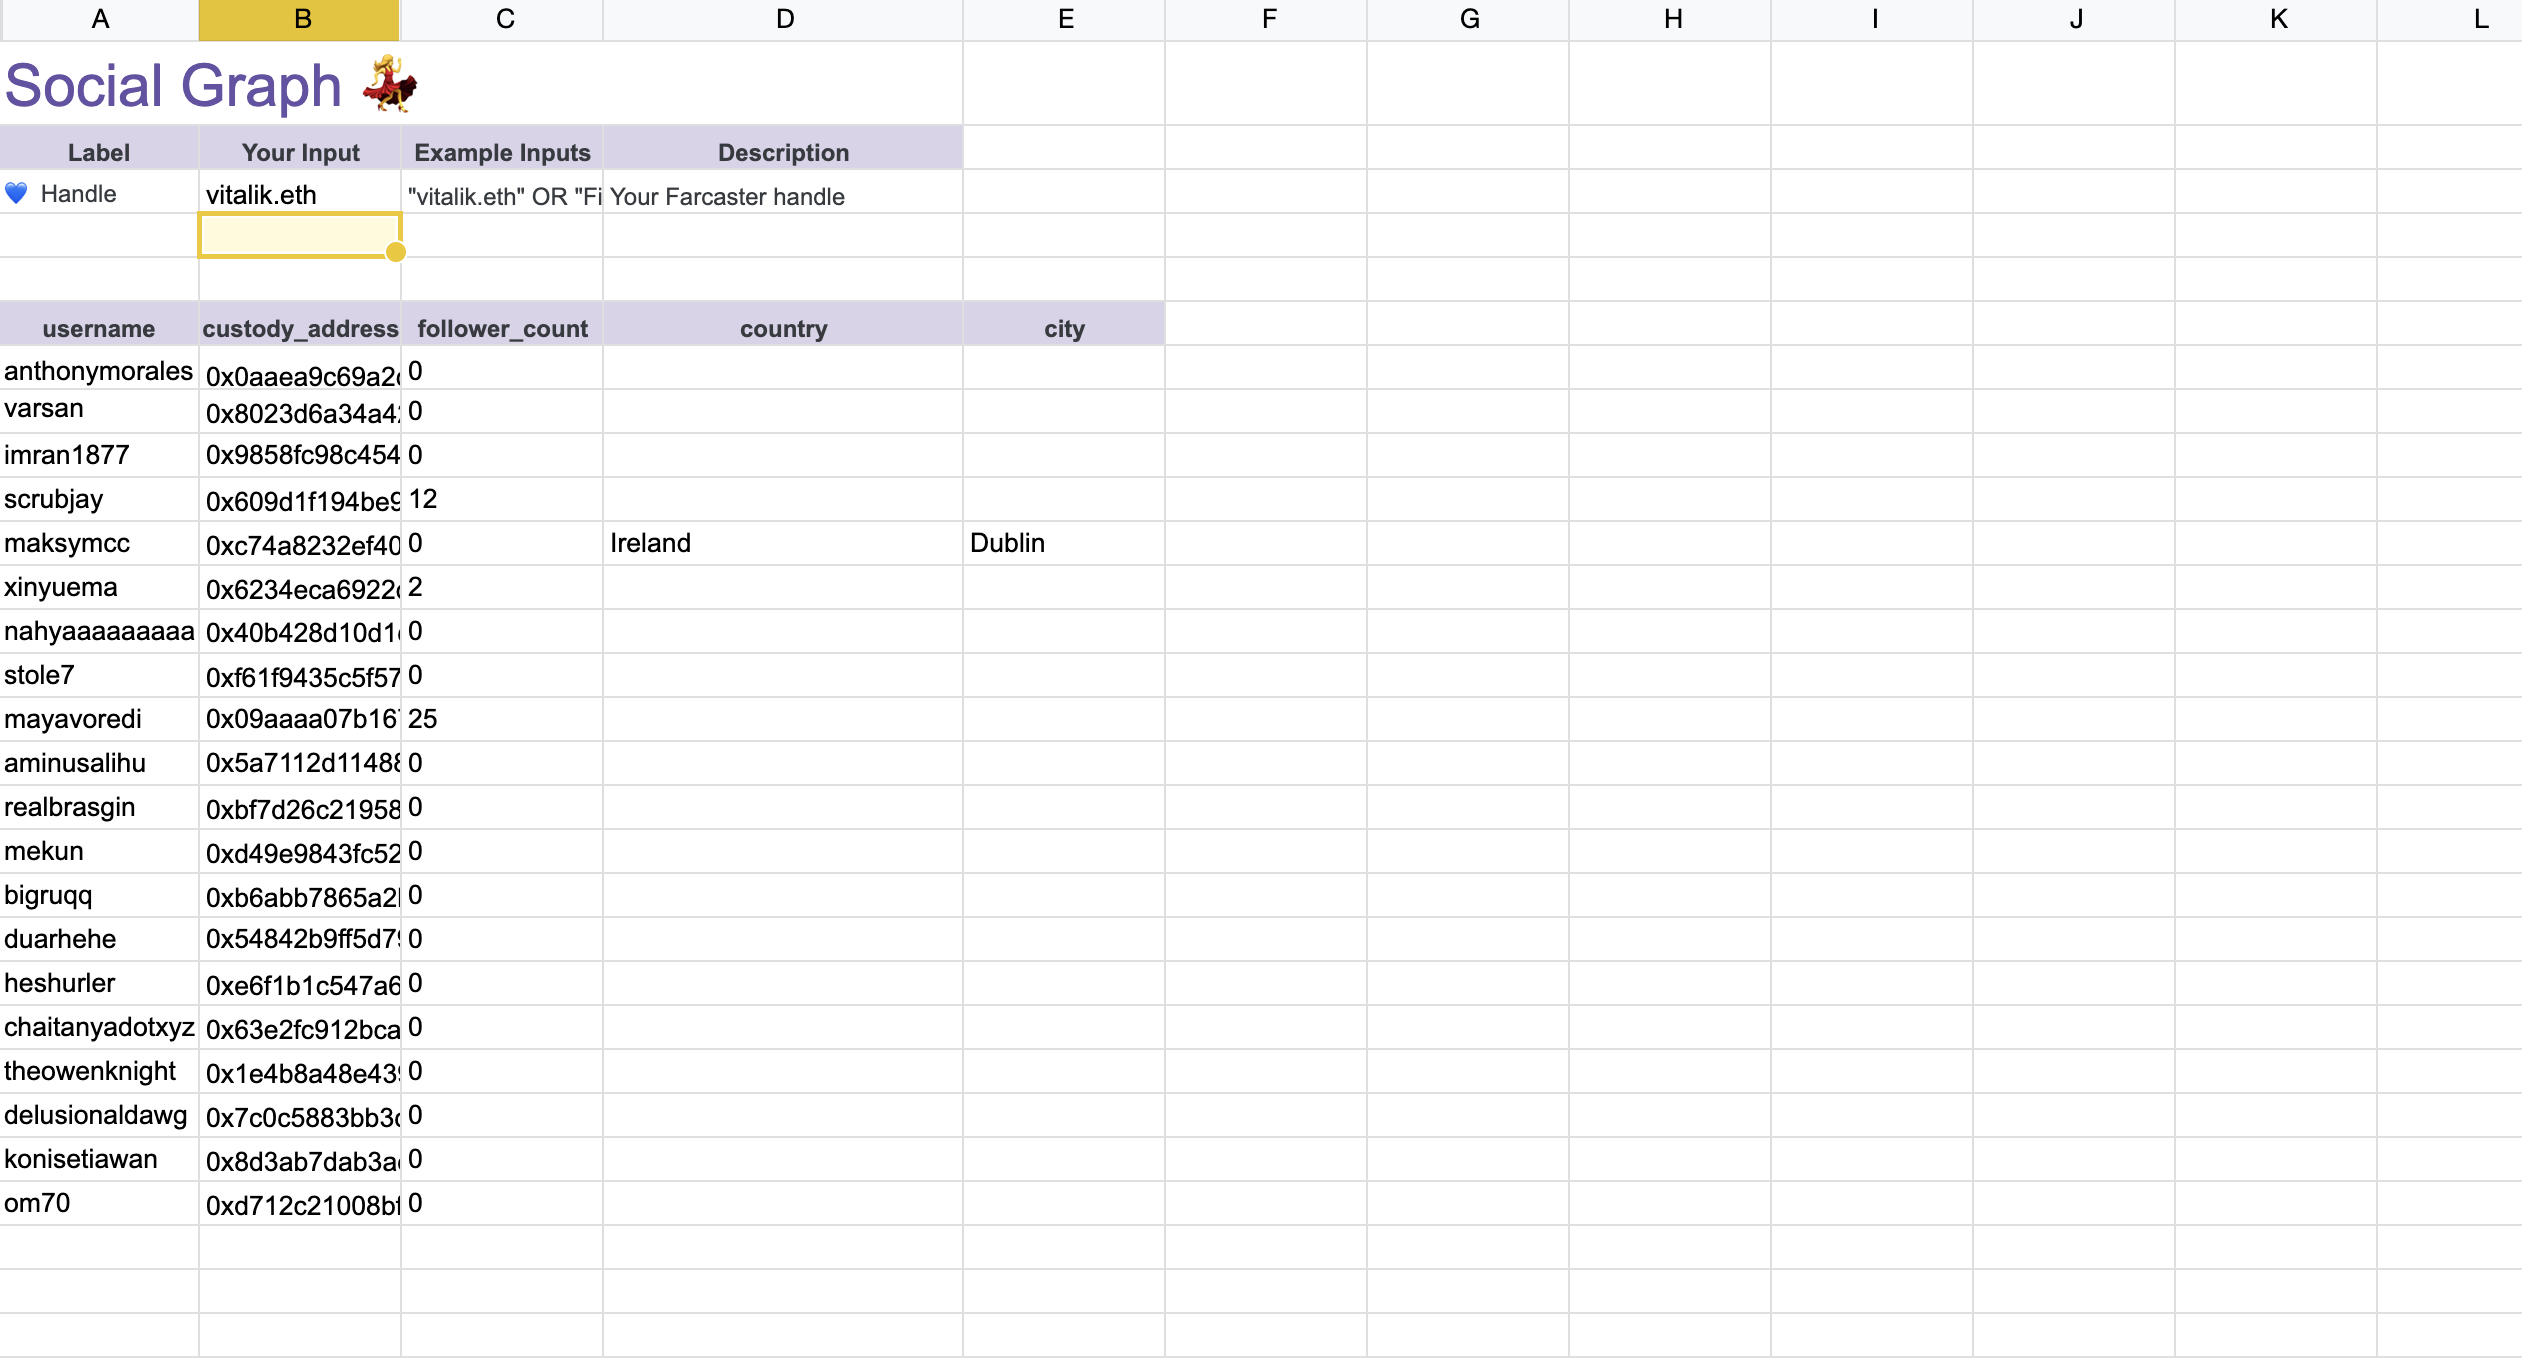 A B C D E F G H I J K L
Social Graph 💃
Label Your Input Example Inputs Description
💙 Handle vitalik.eth "vitalik.eth" OR "Fi Your Farcaster handle
username custody_address follower_count country city
anthonymorales 0x0aaea9c69a2 0
varsan 0x8023d6a34a4 0
imran1877 0x9858fc98c454 0
scrubjay 0x609d1f194be9 12
maksymcc 0xc74a8232ef40 0 Ireland Dublin
xinyuema 0x6234eca6922 2
nahyaaaaaaaaa 0x40b428d10d1 0
stole7 0xf61f9435c5f57 0
mayavoredi 0x09aaaa07b16 25
aminusalihu 0x5a7112d11488 0
realbrasgin 0xbf7d26c21958 0
mekun 0xd49e9843fc52 0
bigruqq 0xb6abb7865a2 0
duarhehe 0x54842b9ff5d7 0
heshurler 0xe6f1b1c547a6 0
chaitanyadotxyz 0x63e2fc912bca 0
theowenknight 0x1e4b8a48e43 0
delusionaldawg 0x7c0c5883bb3 0
konisetiawan 0x8d3ab7dab3a 0
om70 0xd712c21008b 0